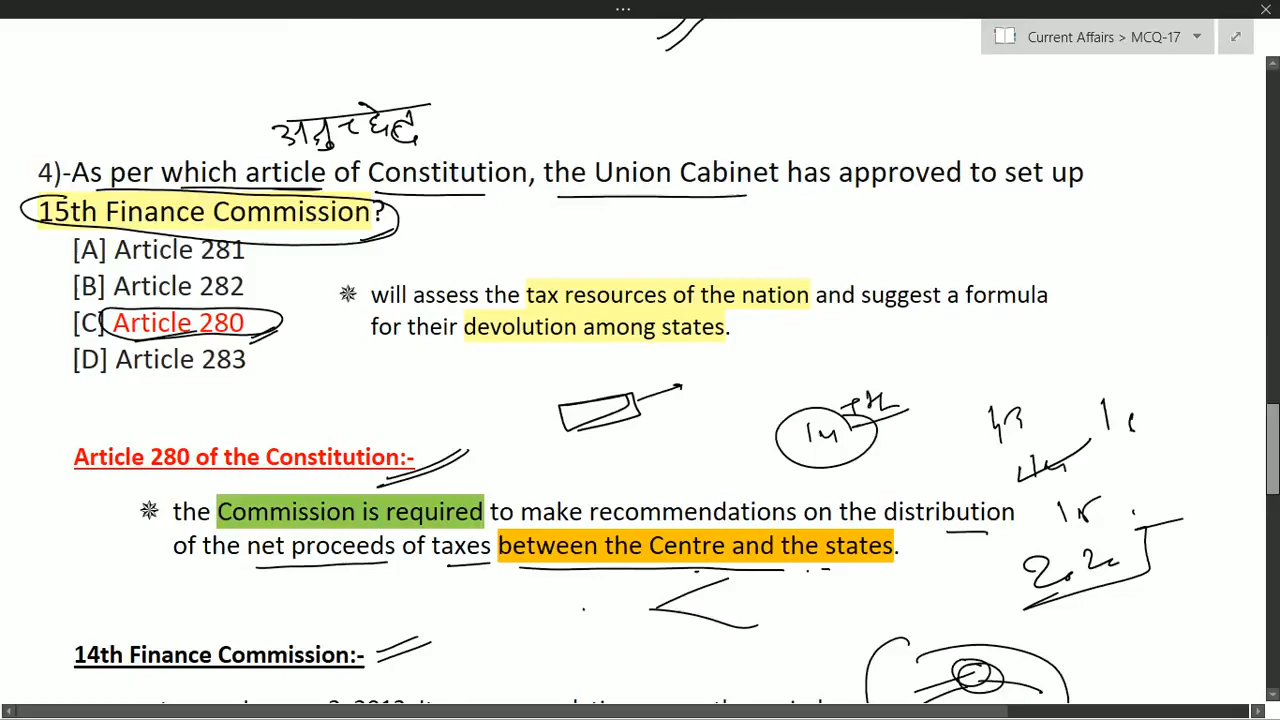 Current Affairs > MCQ-17
अनुच्छेद
4)-As per which article of Constitution, the Union Cabinet has approved to set up
15th Finance Commission?
[A] Article 281
[B] Article 282
[C] Article 280
[D] Article 283
will assess the tax resources of the nation and suggest a formula
for their devolution among states.
Article 280 of the Constitution:-
the Commission is required to make recommendations on the distribution
of the net proceeds of taxes between the Centre and the states.
14th Finance Commission:-